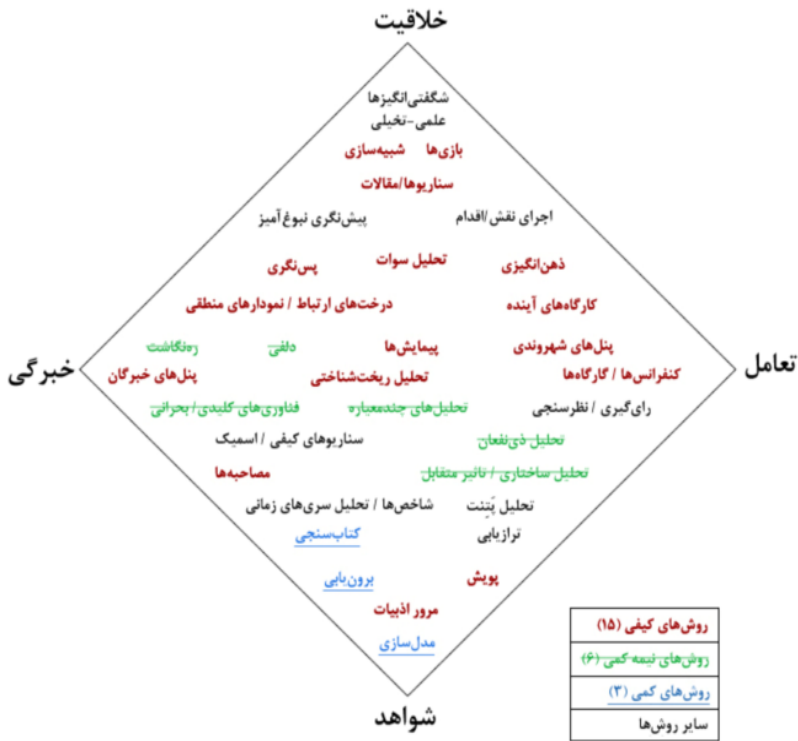 خلاقیت
شگفتی‌انگیزها
علمی-تخیلی
بازی‌ها شبیه‌سازی
سناریوها/مقالات
اجرای نقش/اقدام پیش‌نگری نبوغ‌آمیز
ذهن‌انگیزی تحلیل سوات پس‌نگری
کارگاه‌های آینده درخت‌های ارتباط / نمودارهای منطقی
پنل‌های شهروندی پیمایش‌ها دلفی ره‌نگاشت
تعامل کنفرانس‌ها / کارگاه‌ها تحلیل ریخت‌شناختی پنل‌های خبرگان خبرگی
رای‌گیری / نظرسنجی تحلیل‌های چندمعیاره فناوری‌های کلیدی/بحرانی
تحلیل ذی‌نفعان سناریوهای کیفی / اسمیک
تحلیل ساختاری / تاثیر متقابل مصاحبه‌ها
تحلیل پَتِنت شاخص‌ها / تحلیل سری‌های زمانی
ترازیابی کتاب‌سنجی
پویش برون‌یابی
مرور ادبیات
مدل‌سازی
شواهد
روش‌های کیفی (۱۵)
روش‌های نیمه کمی (۶)
روش‌های کمی (۳)
سایر روش‌ها